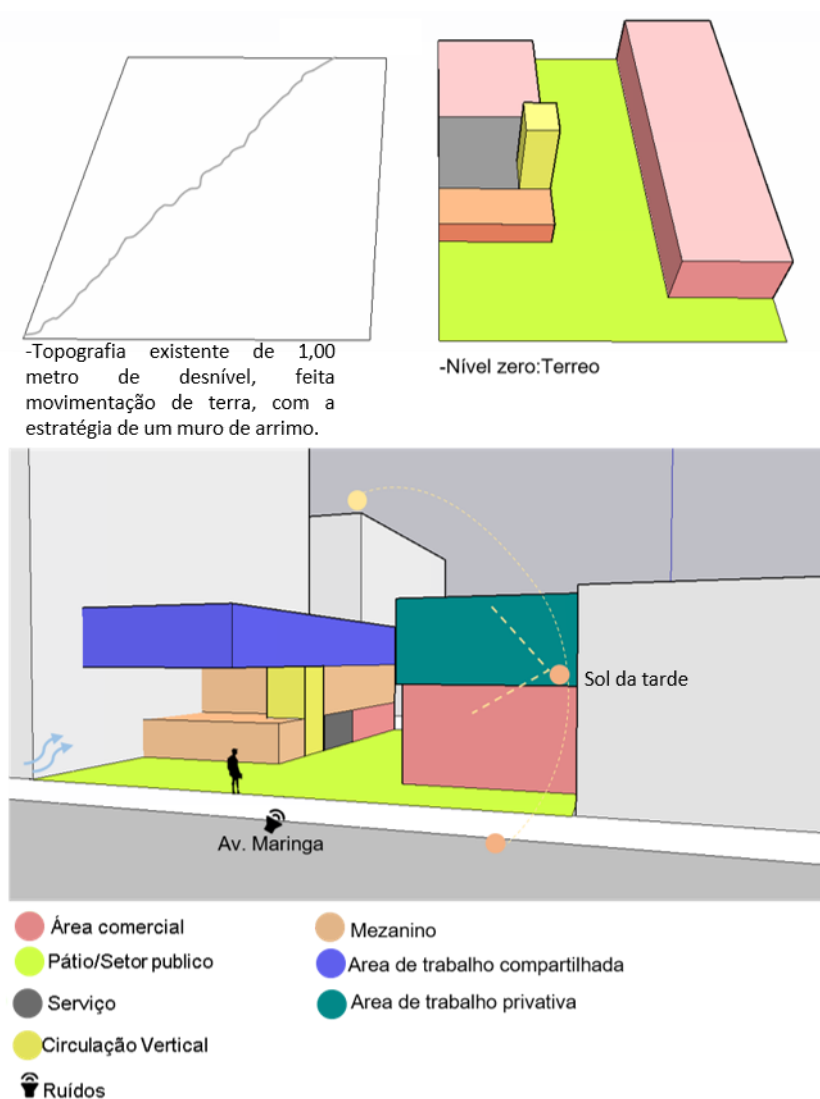 -Topografia existente de 1,00
metro de desnível, feita
movimentação de terra, com a
estratégia de um muro de arrimo.
-Nível zero:Terreo
Sol da tarde
Av. Maringa
Área comercial
Pátio/Setor publico
Serviço
Circulação Vertical
Ruídos
Mezanino
Area de trabalho compartilhada
Area de trabalho privativa